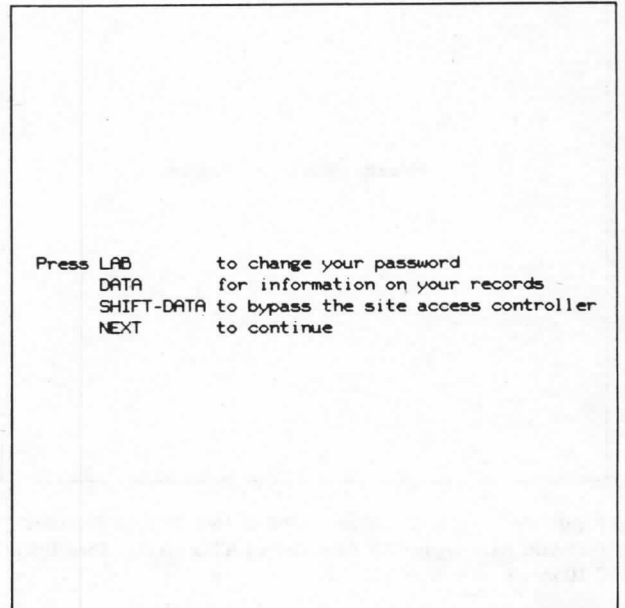 Press LAB to change your password
DATA for information on your records
SHIFT-DATA to bypass the site access controller
NEXT to continue